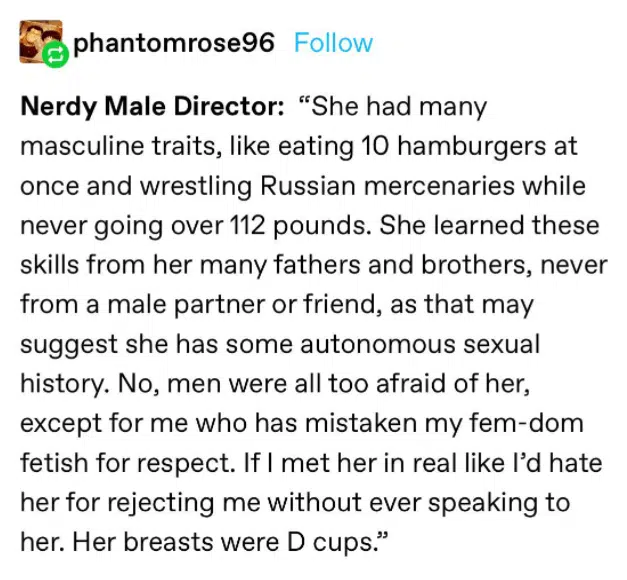 phantomrose96 Follow
Nerdy Male Director: “She had many
masculine traits, like eating 10 hamburgers at
once and wrestling Russian mercenaries while
never going over 112 pounds. She learned these
skills from her many fathers and brothers, never
from a male partner or friend, as that may
suggest she has some autonomous sexual
history. No, men were all too afraid of her,
except for me who has mistaken my fem-dom
fetish for respect. If I met her in real like I’d hate
her for rejecting me without ever speaking to
her. Her breasts were D cups.”